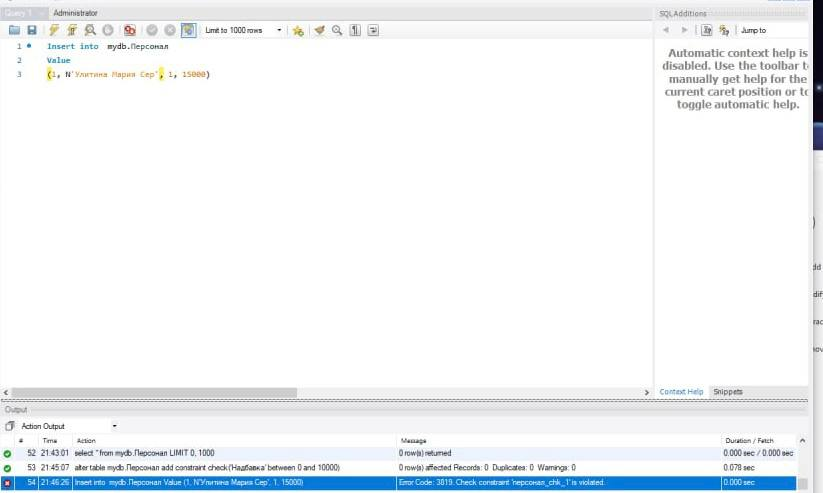 Query 1
Administrator
SQLAdditions
Limit to 1000 rows
Jump to
1 Insert into mydb.Персонал
2 Value
3 (1, N'Улитина Мария Сер', 1, 15000)
Automatic context help is
disabled. Use the toolbar t
manually get help for the
current caret position or to
toggle automatic help.
Context Help Snippets
Output
Action Output
# Time Action Message Duration / Fetch
52 21:43:01 select * from mydb.Персонал LIMIT 0, 1000 0 row(s) returned 0.000 sec / 0.000 sec
53 21:45:07 alter table mydb.Персонал add constraint check('Надбавка' between 0 and 10000) 0 row(s) affected Records: 0 Duplicates: 0 Warnings: 0 0.078 sec
54 21:46:26 Insert into mydb.Персонал Value (1, N'Улитина Мария Сер', 1, 15000) Error Code: 3819. Check constraint 'персонал_chk_1' is violated. 0.000 sec